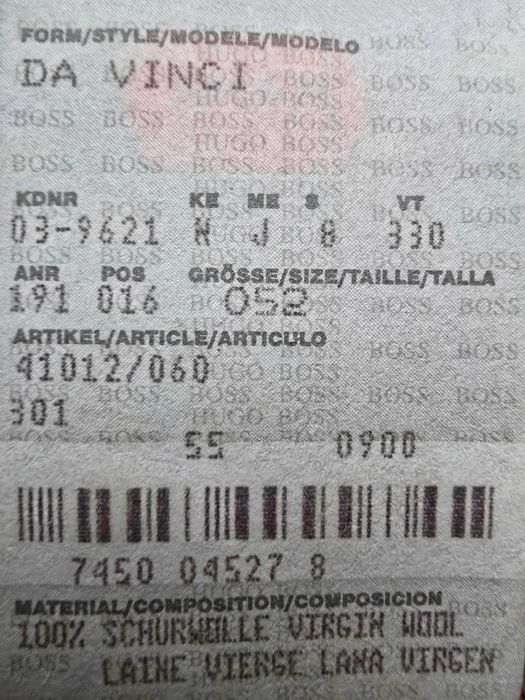 FORM/STYLE/MODELE/MODELO
DA VINCI
KDNR KE ME S VT
03-9621 N J 8 330
ANR POS GRÖSSE/SIZE/TAILLE/TALLA
191 016 052
ARTIKEL/ARTICLE/ARTICULO
41012/060
301
55 0900
7450 04527 8
MATERIAL/COMPOSITION/COMPOSICION
100% SCHURWOLLE VIRGIN WOOL
LAINE VIERGE LANA VIRGEN